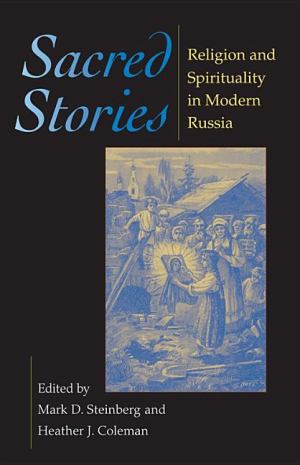 Sacred
Stories
Religion and
Spirituality
in Modern
Russia
Edited by
Mark D. Steinberg and
Heather J. Coleman